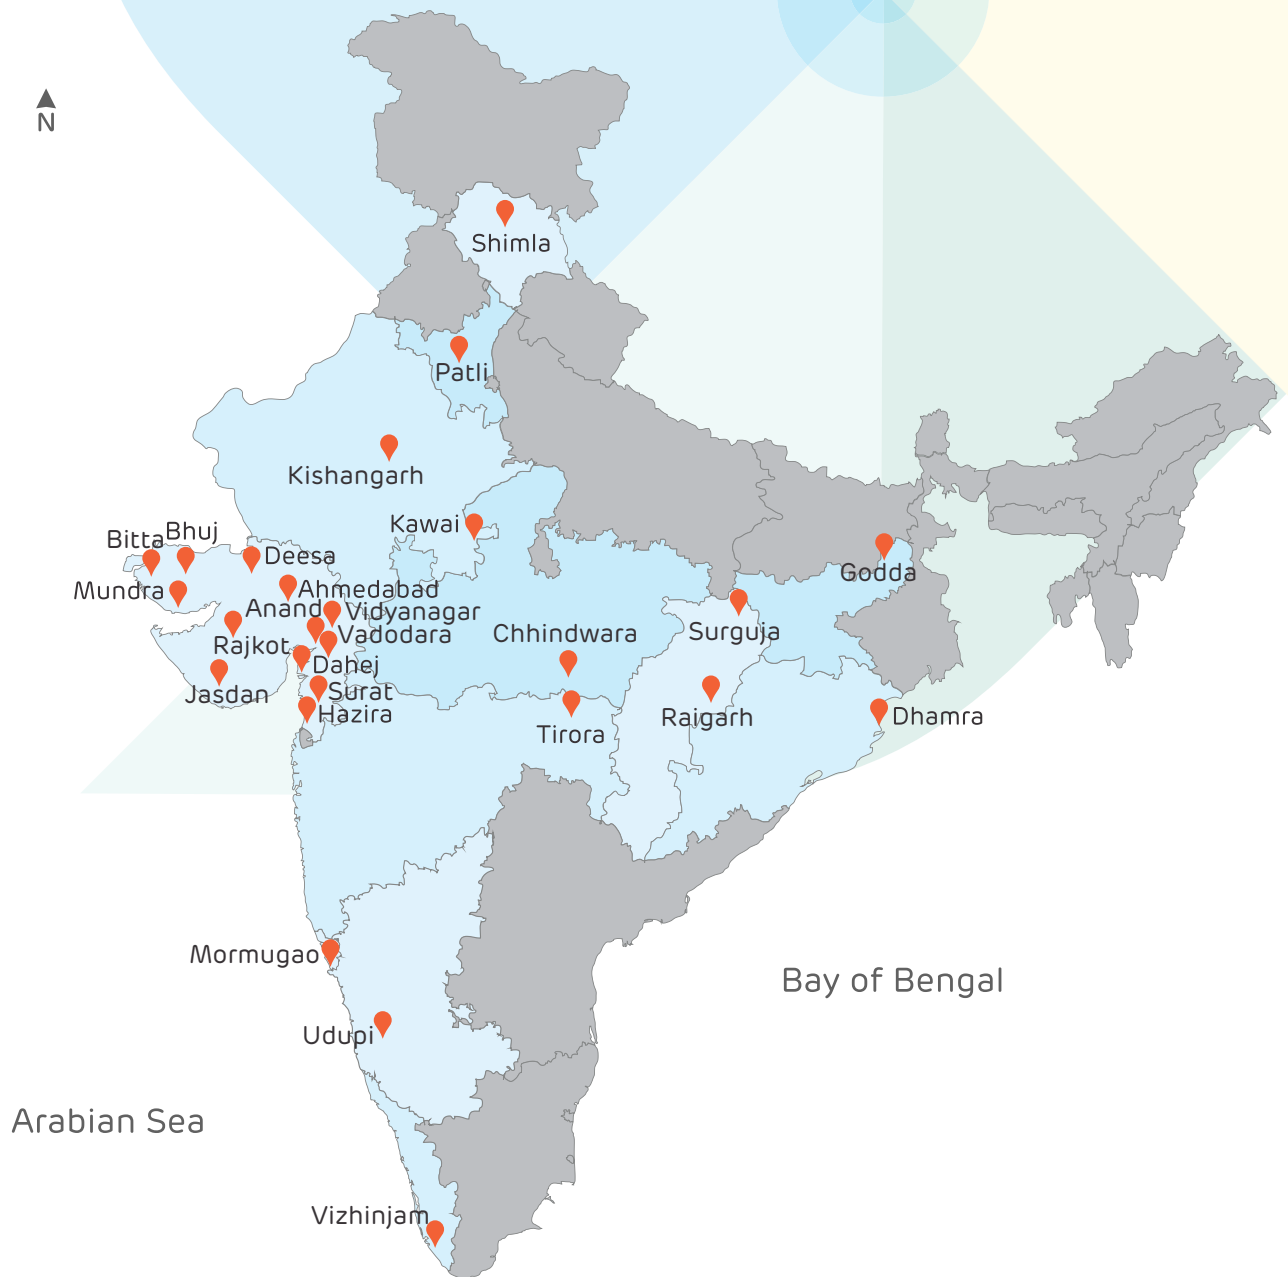 N
Shimla
Patli
Kishangarh
Kawai
Bitta
Bhuj
Deesa
Godda
Mundra
Ahmedabad
Anand
Vidyanagar
Vadodara
Chhindwara
Surguja
Rajkot
Dahej
Jasdan
Surat
Hazira
Rajgarh
Dhamra
Tirora
Mormugao
Bay of Bengal
Udupi
Arabian Sea
Vizhinjam